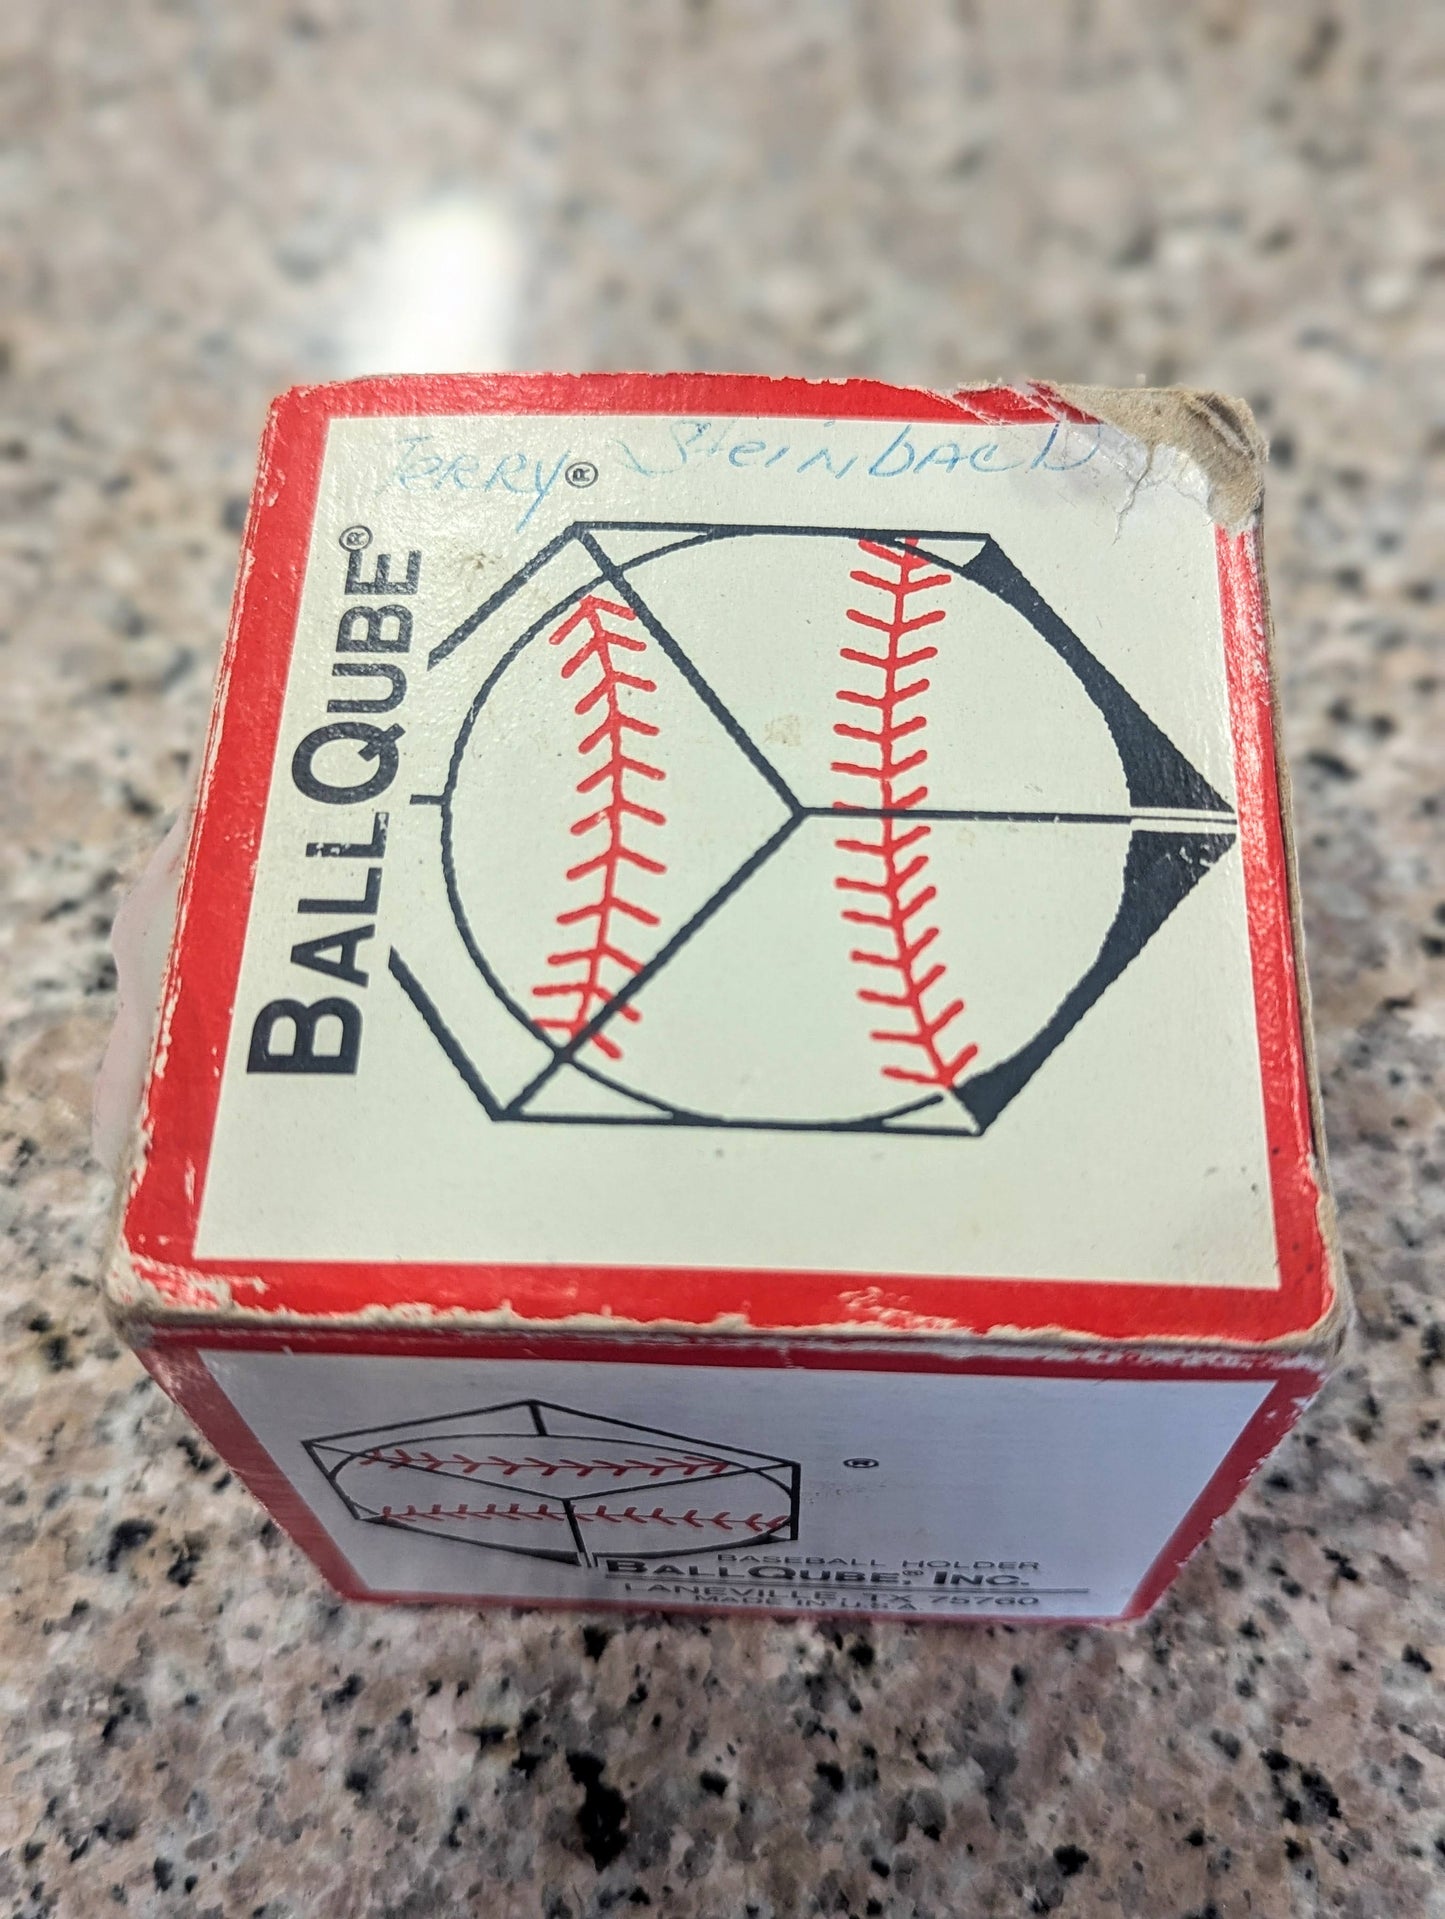 Terry Steinbach
®
BALLQUBE®
®
BASEBALL HOLDER
BALLQUBE®, INC.
LANEVILLE, TX 75760
MADE IN U.S.A.